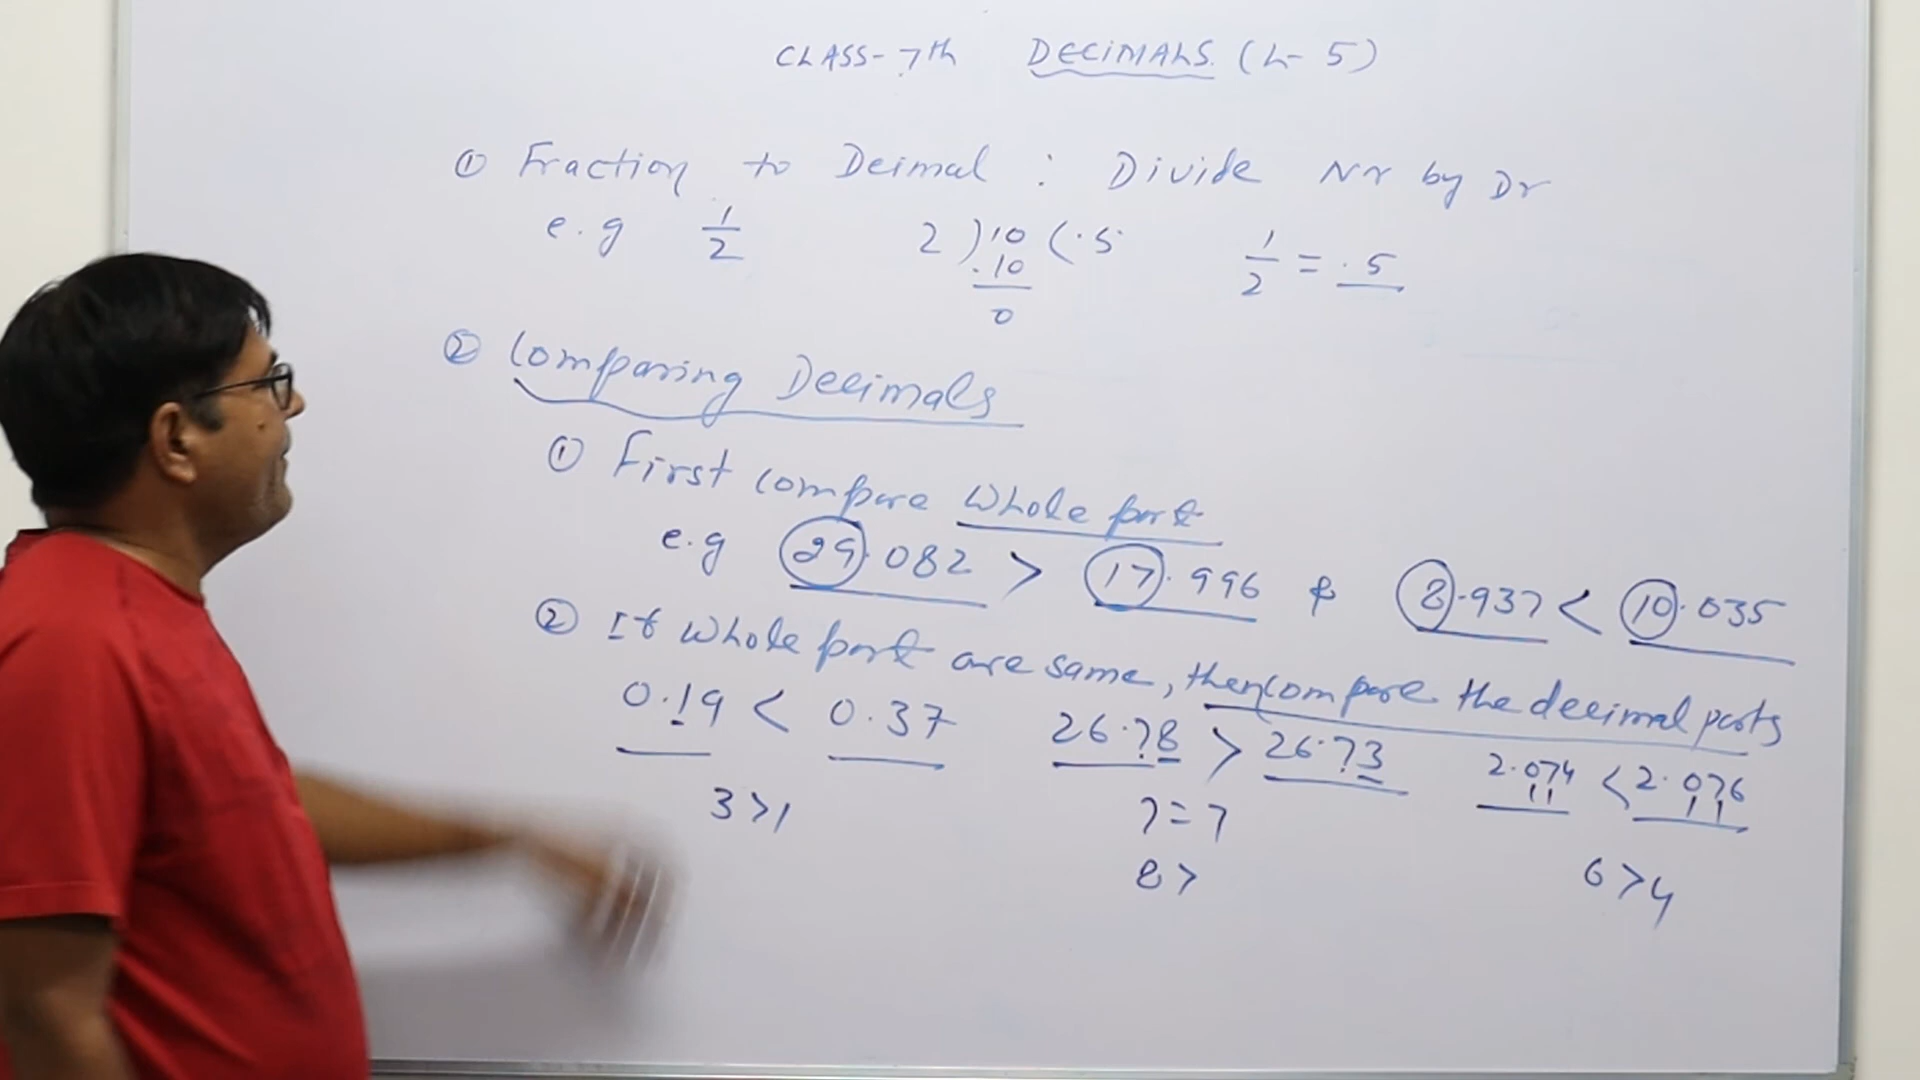 CLASS-7th DECIMALS. (L-5)
① Fraction to Deimal : Divide Nr by Dr
e.g 1/2 2)10(.5 1/2 = .5
.10
0
② Comparing Decimals
① First compare Whole part
e.g 29.082 > 17.996 & 8.937 < 10.035
② If Whole part are same, then compare the decimal parts
0.19 < 0.37 26.78 > 26.73 2.074 < 2.076
3>1 7=7 6>4
8>